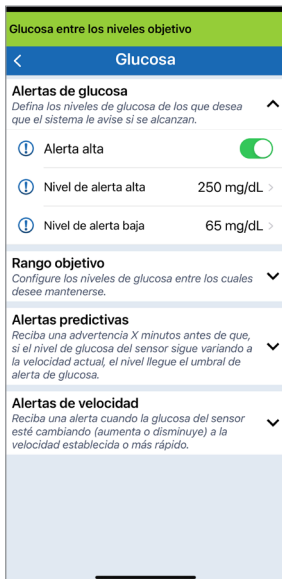 Glucosa entre los niveles objetivo
Glucosa
Alertas de glucosa
Defina los niveles de glucosa de los que desea
que el sistema le avise si se alcanzan.
Alerta alta
Nivel de alerta alta 250 mg/dL
Nivel de alerta baja 65 mg/dL
Rango objetivo
Configure los niveles de glucosa entre los cuales
desee mantenerse.
Alertas predictivas
Reciba una advertencia X minutos antes de que,
si el nivel de glucosa del sensor sigue variando a
la velocidad actual, el nivel llegue el umbral de
alerta de glucosa.
Alertas de velocidad
Reciba una alerta cuando la glucosa del sensor
esté cambiando (aumenta o disminuye) a la
velocidad establecida o más rápido.